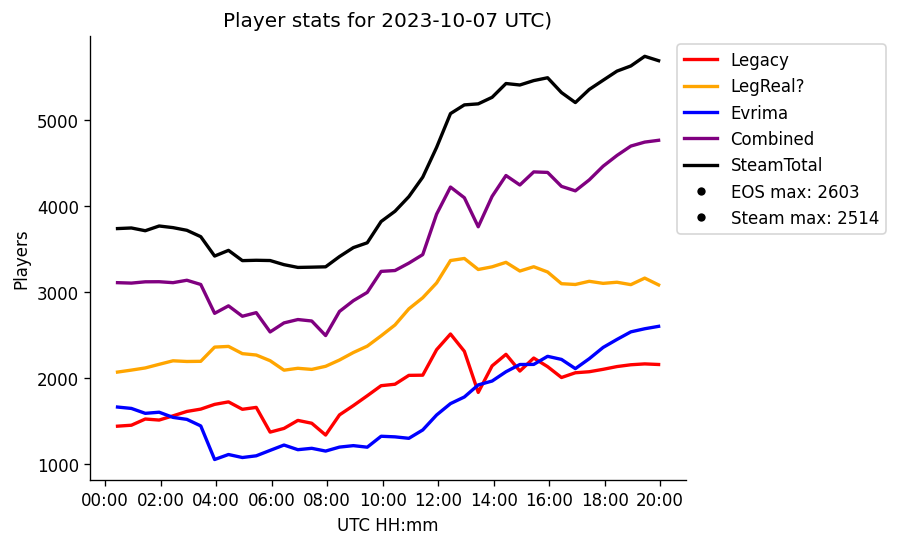 Player stats for 2023-10-07 UTC)
Legacy
LegReal?
Evrima
Combined
SteamTotal
EOS max: 2603
Steam max: 2514
Players
5000
4000
3000
2000
1000
00:00 02:00 04:00 06:00 08:00 10:00 12:00 14:00 16:00 18:00 20:00
UTC HH:mm